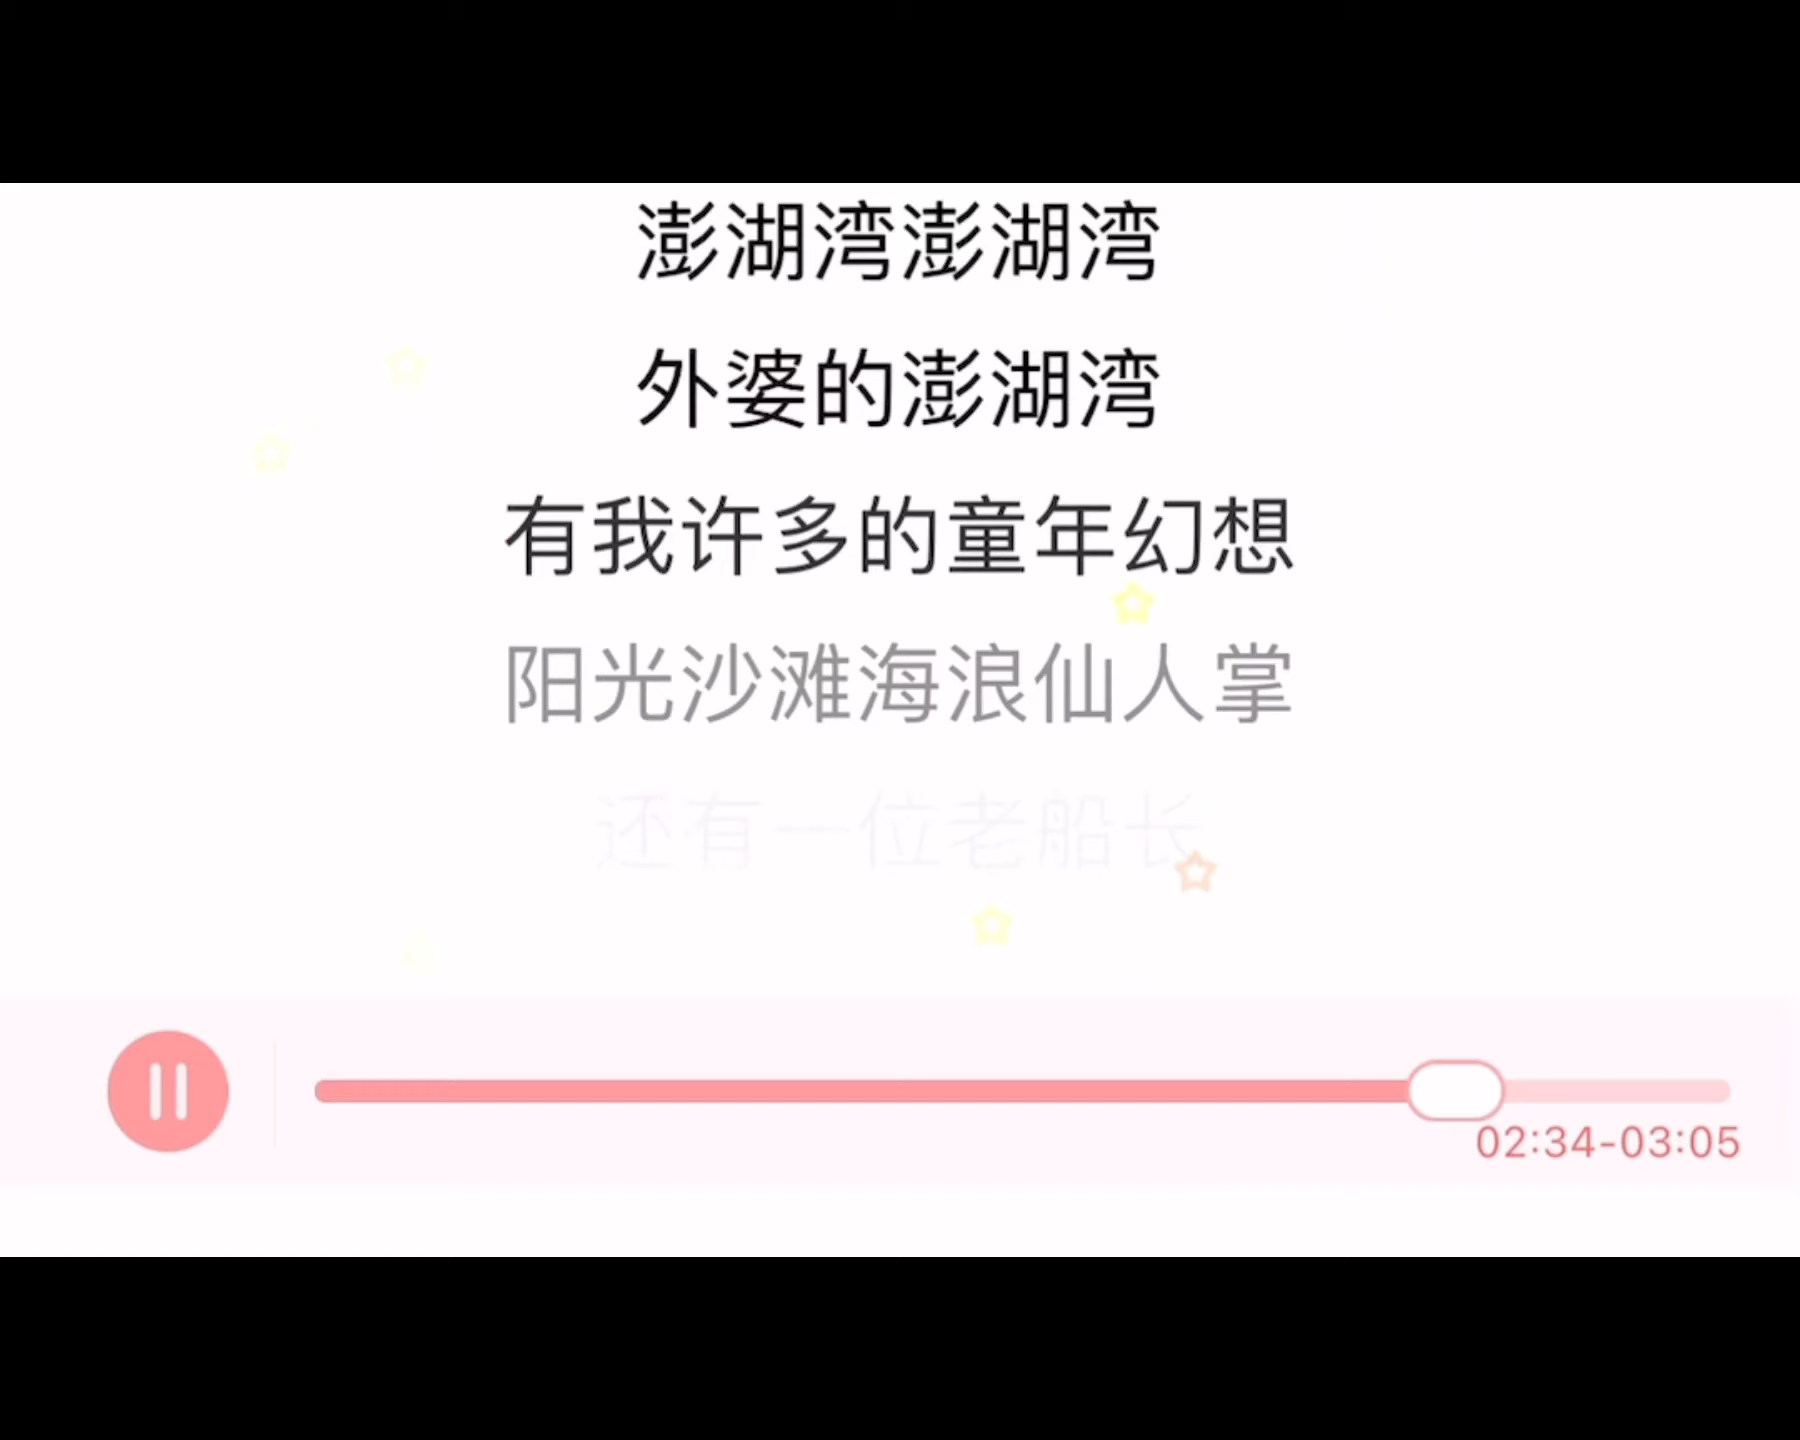 澎湖湾澎湖湾
外婆的澎湖湾
有我许多的童年幻想
阳光沙滩海浪仙人掌
还有一位老船长
02:34-03:05